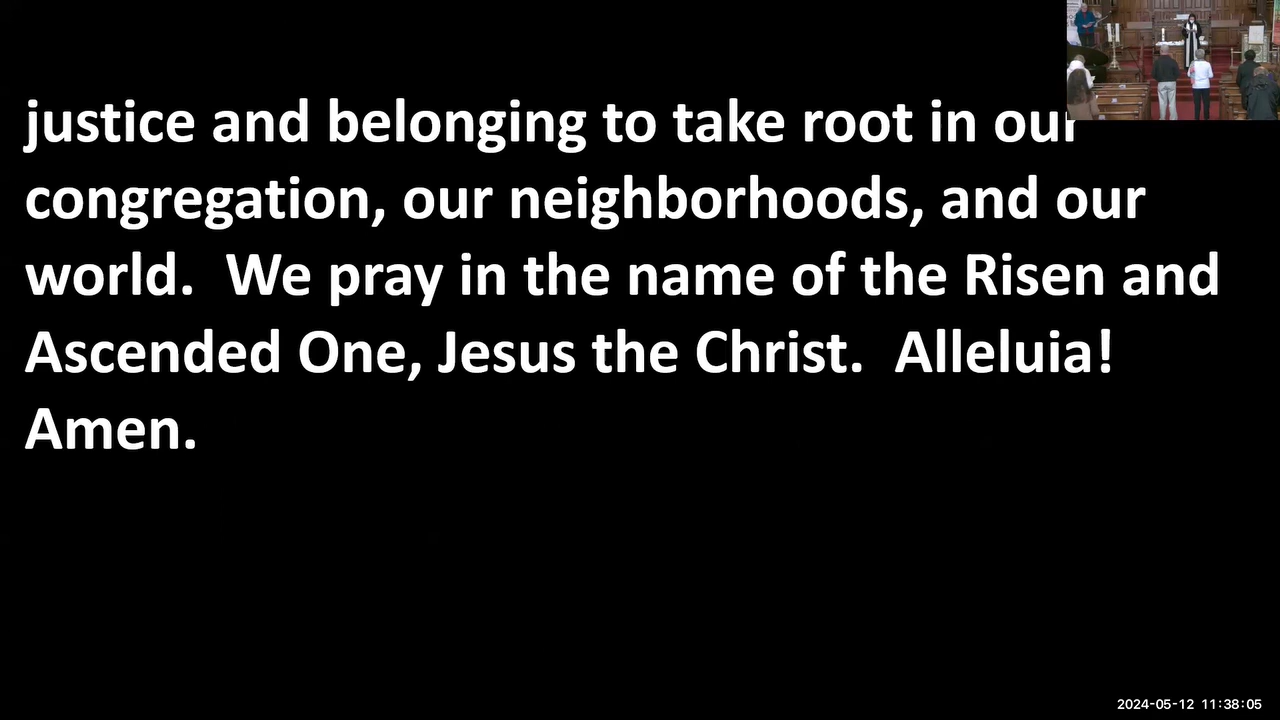 justice and belonging to take root in our
congregation, our neighborhoods, and our
world.  We pray in the name of the Risen and
Ascended One, Jesus the Christ.  Alleluia!
Amen.
2024-05-12 11:38:05